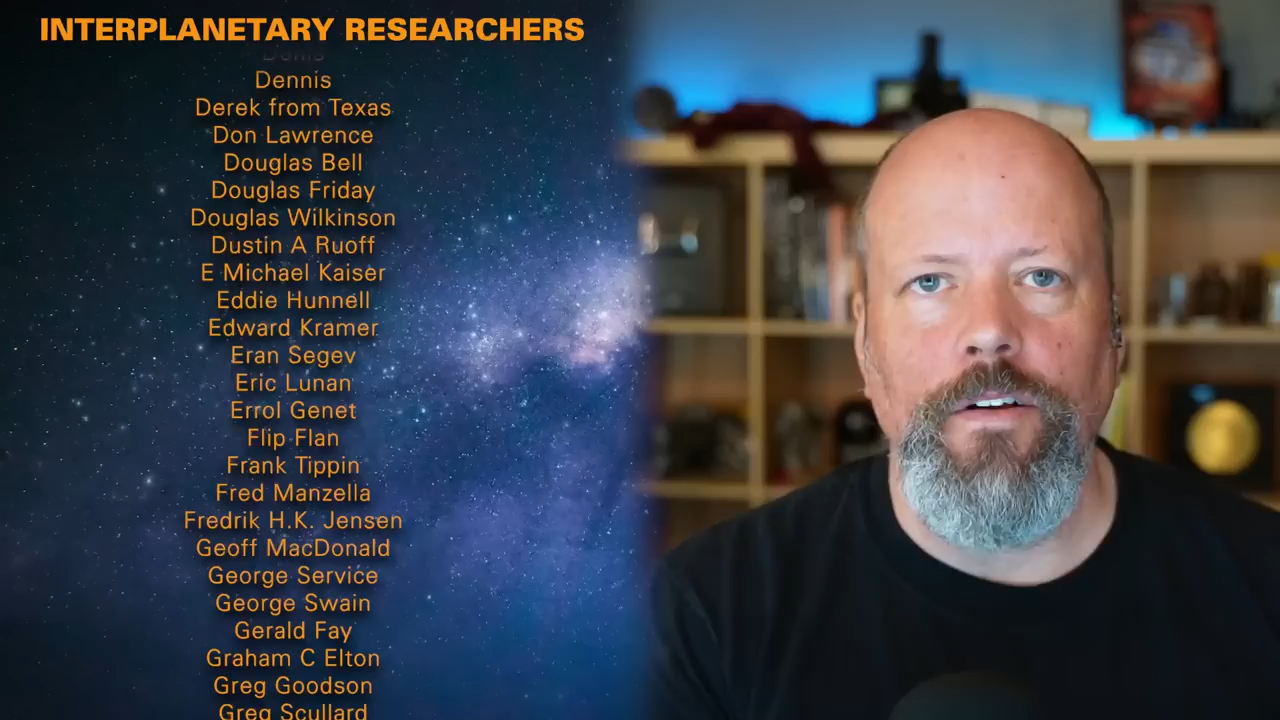 INTERPLANETARY RESEARCHERS
Dennis
Derek from Texas
Don Lawrence
Douglas Bell
Douglas Friday
Douglas Wilkinson
Dustin A Ruoff
E Michael Kaiser
Eddie Hunnell
Edward Kramer
Eran Segev
Eric Lunan
Errol Genet
Flip Flan
Frank Tippin
Fred Manzella
Fredrik H.K. Jensen
Geoff MacDonald
George Service
George Swain
Gerald Fay
Graham C Elton
Greg Goodson
Greg Scullard